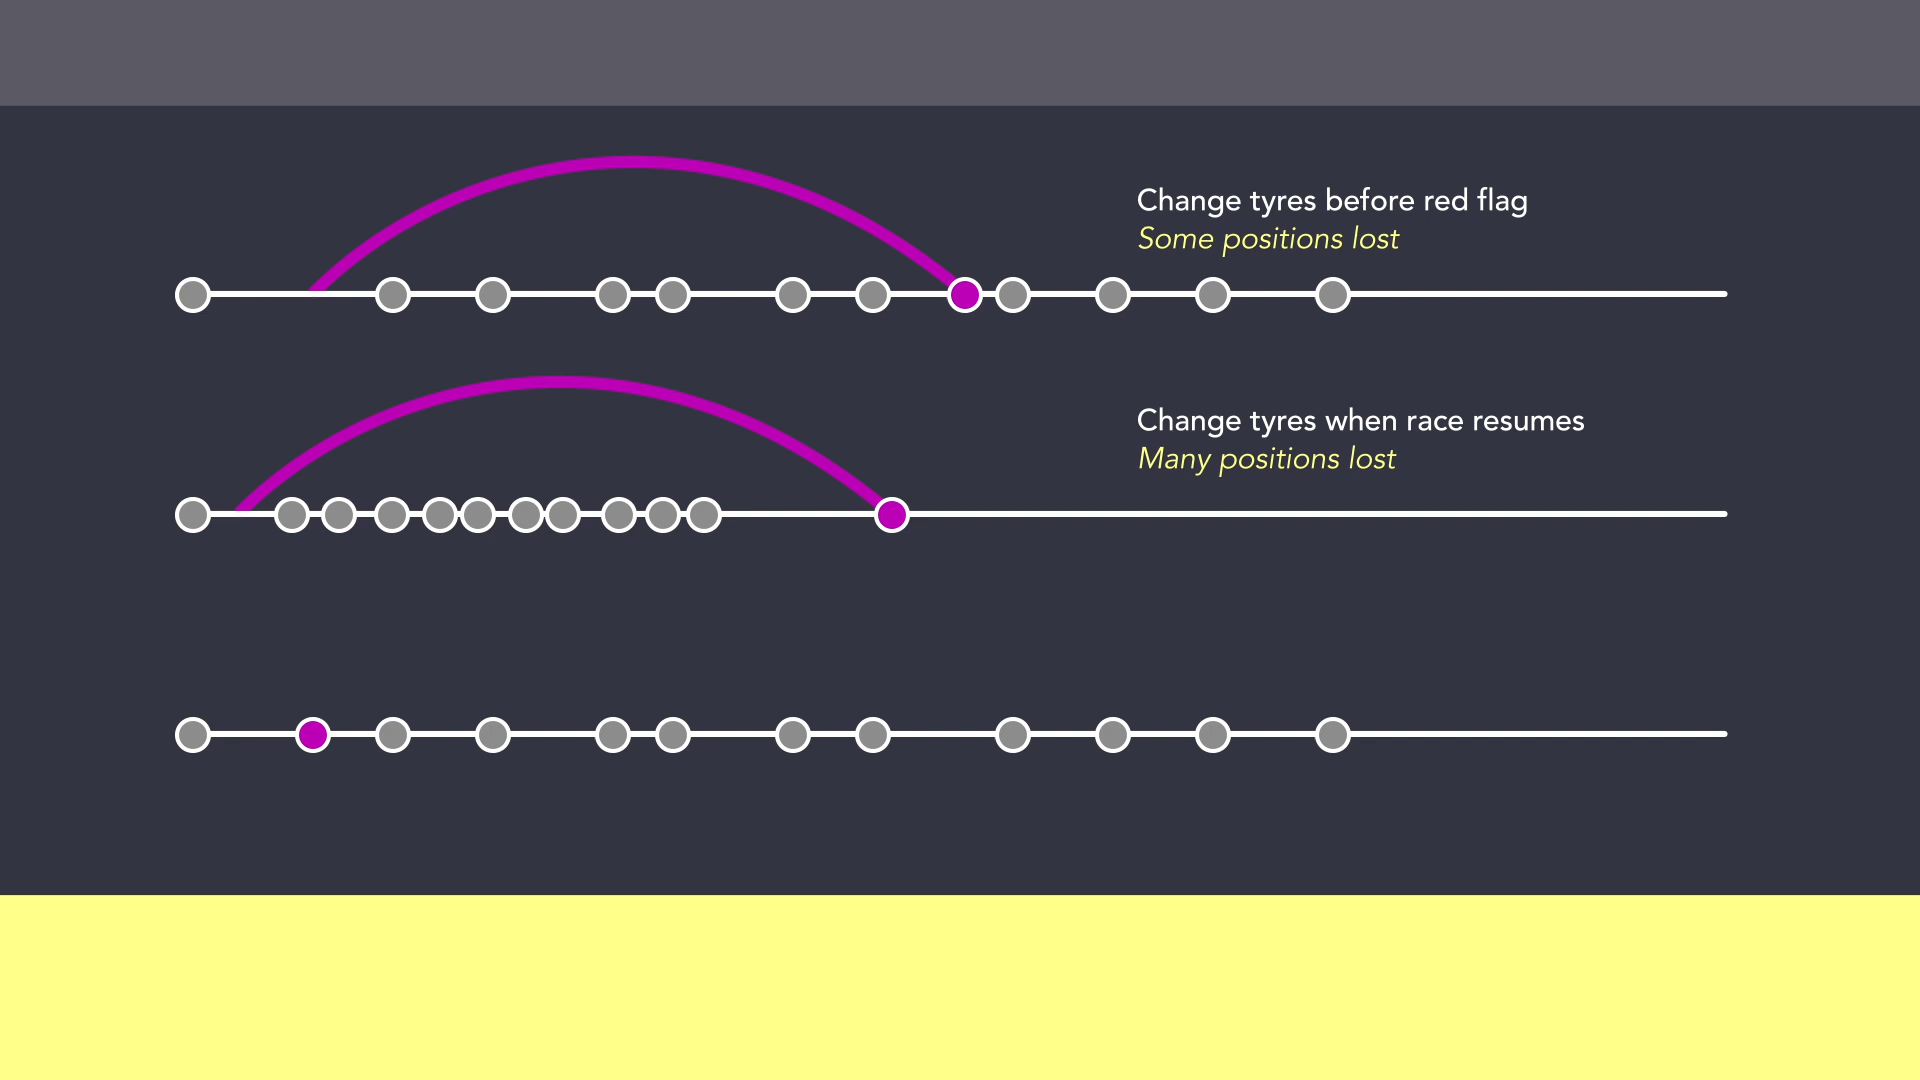 Change tyres before red flag
Some positions lost
Change tyres when race resumes
Many positions lost